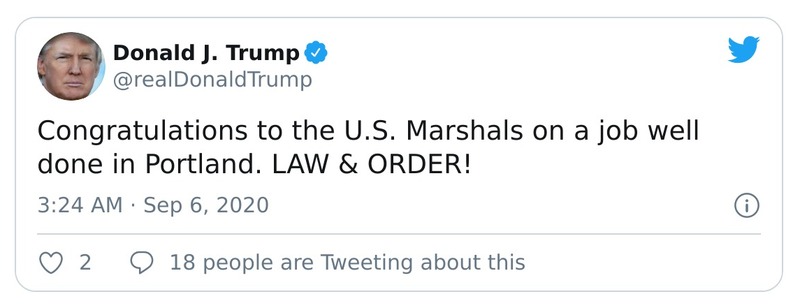 Donald J. Trump
@realDonaldTrump
Congratulations to the U.S. Marshals on a job well
done in Portland. LAW & ORDER!
3:24 AM · Sep 6, 2020
2 18 people are Tweeting about this